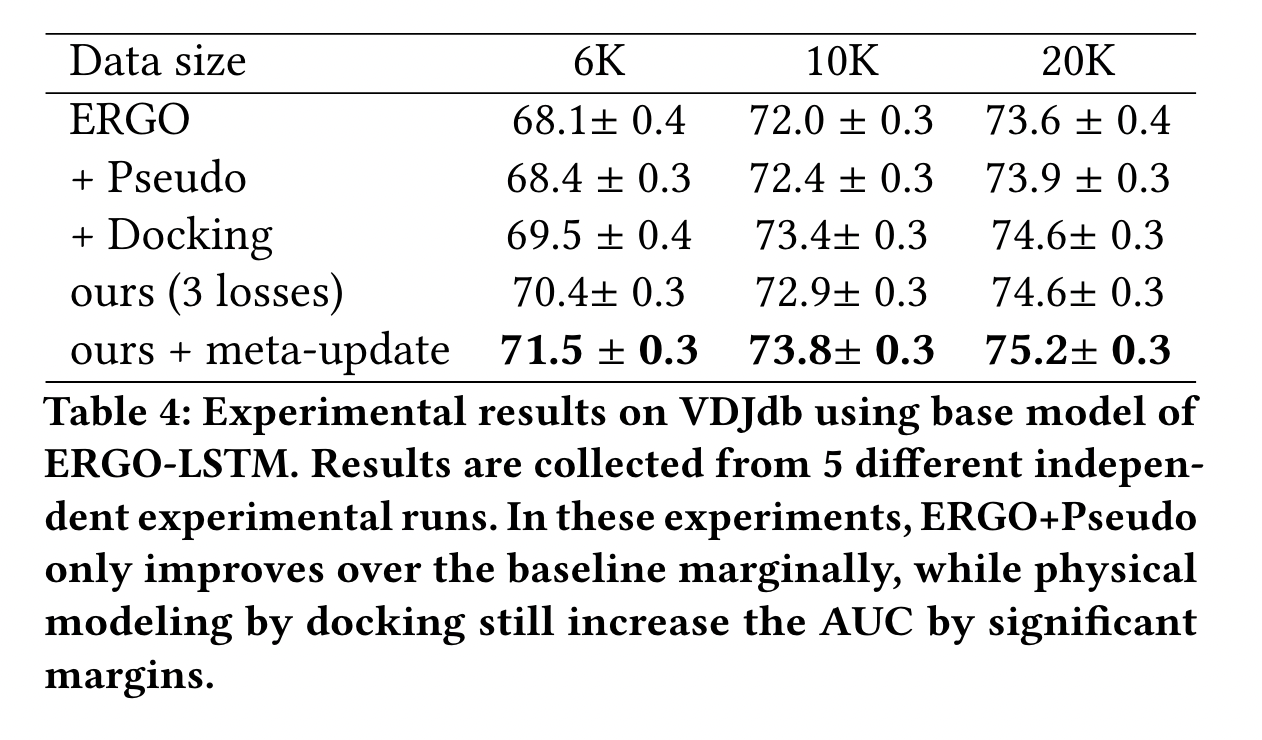 Data size 6K 10K 20K
ERGO 68.1± 0.4 72.0 ± 0.3 73.6 ± 0.4
+ Pseudo 68.4 ± 0.3 72.4 ± 0.3 73.9 ± 0.3
+ Docking 69.5 ± 0.4 73.4± 0.3 74.6± 0.3
ours (3 losses) 70.4± 0.3 72.9± 0.3 74.6± 0.3
ours + meta-update 71.5 ± 0.3 73.8± 0.3 75.2± 0.3
Table 4: Experimental results on VDJdb using base model of
ERGO-LSTM. Results are collected from 5 different indepen-
dent experimental runs. In these experiments, ERGO+Pseudo
only improves over the baseline marginally, while physical
modeling by docking still increase the AUC by significant
margins.